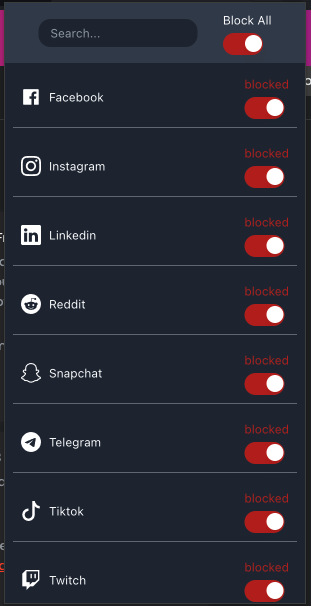 Block All
Search...
blocked
Facebook
blocked
Instagram
blocked
Linkedin
blocked
Reddit
blocked
Snapchat
blocked
Telegram
blocked
Tiktok
blocked
Twitch